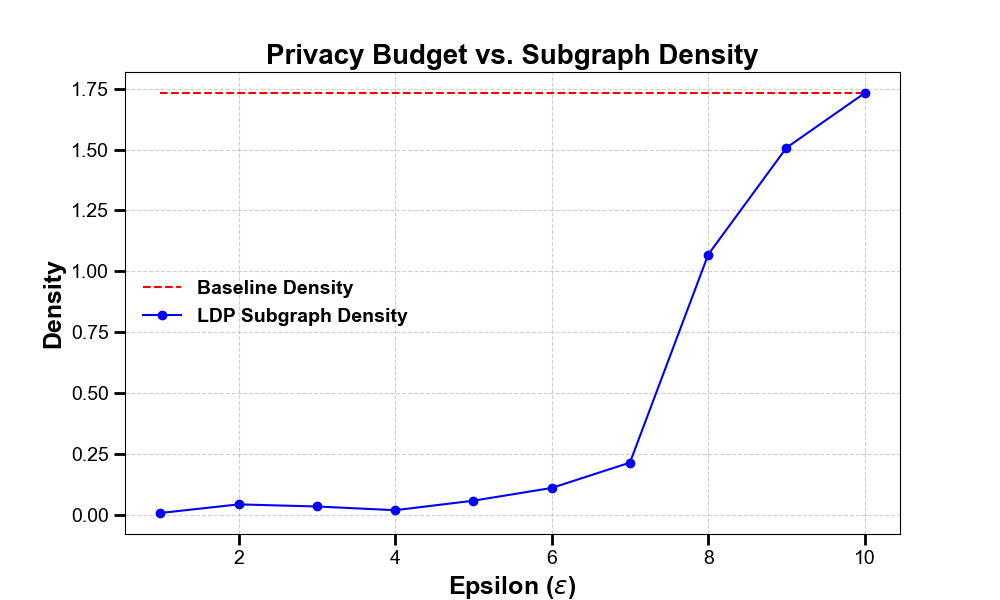 Privacy Budget vs. Subgraph Density
1.75
1.50
1.25
1.00
0.75
0.50
0.25
0.00
Density
Baseline Density
LDP Subgraph Density
2 4 6 8 10
Epsilon (ε)